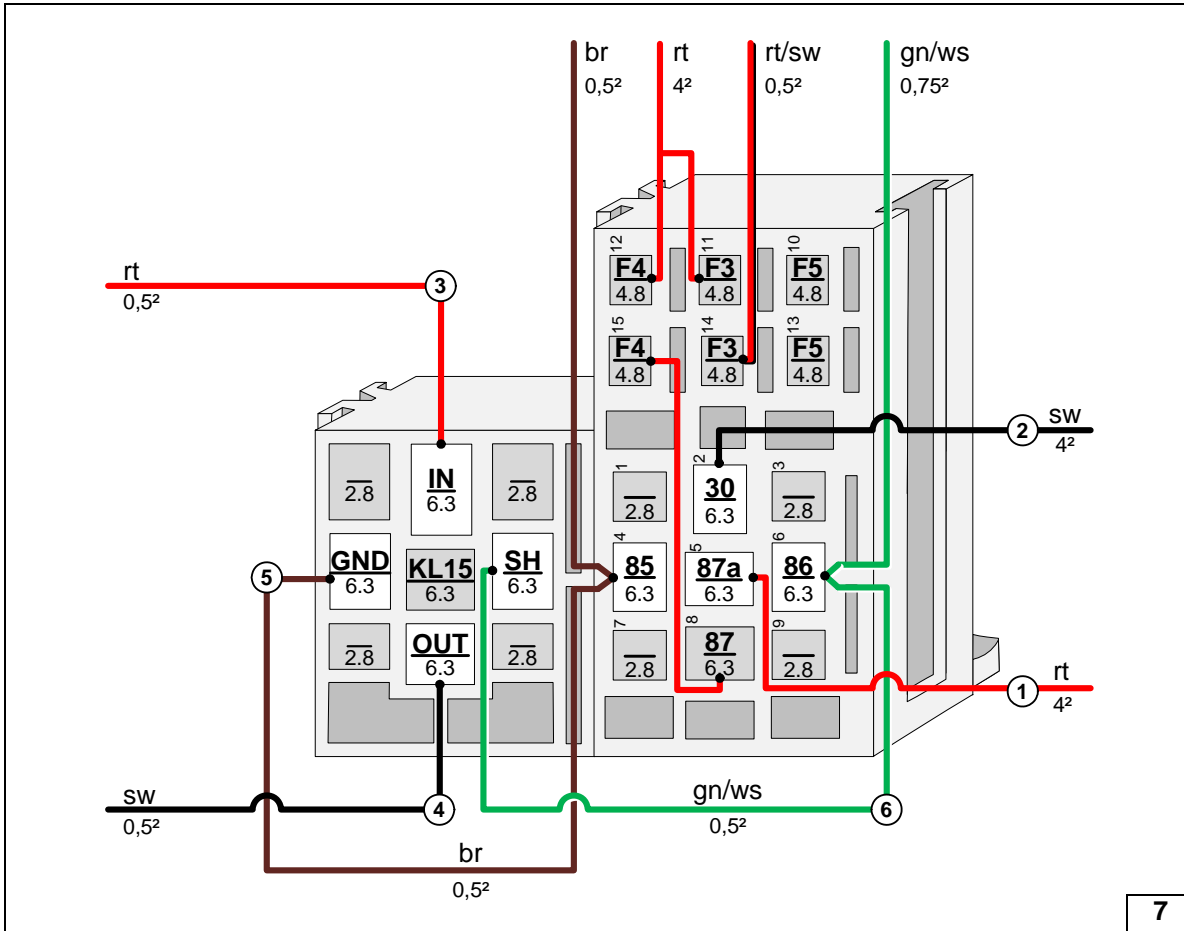 br rt rt/sw gn/ws
0,5² 4² 0,5² 0,75²
12 11 10
F4 F3 F5
4.8 4.8 4.8
rt
0,5²
3
15 14 13
F4 F3 F5
4.8 4.8 4.8
2
sw
4²
1 2 3
2.8 IN 2.8 2.8 30 2.8
6.3 6.3
4 5 6
GND KL15 SH 85 87a 86
6.3 6.3 6.3 6.3 6.3 6.3
5
7 8 9
2.8 OUT 2.8 2.8 87 2.8
6.3 6.3
1
rt
4²
sw
0,5²
4
gn/ws
0,5²
6
br
0,5²
7